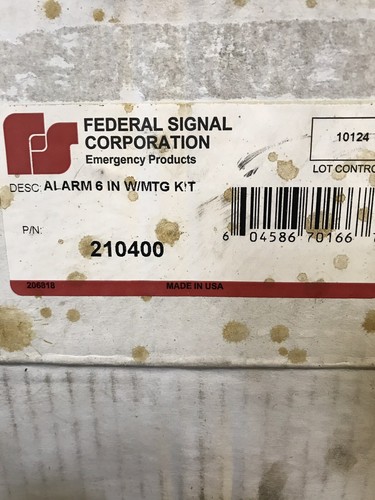 FEDERAL SIGNAL
CORPORATION
Emergency Products
10124
LOT CONTRO
DESC: ALARM 6 IN W/MTG KIT
P/N:
210400
6 04586 70166
206818
MADE IN USA